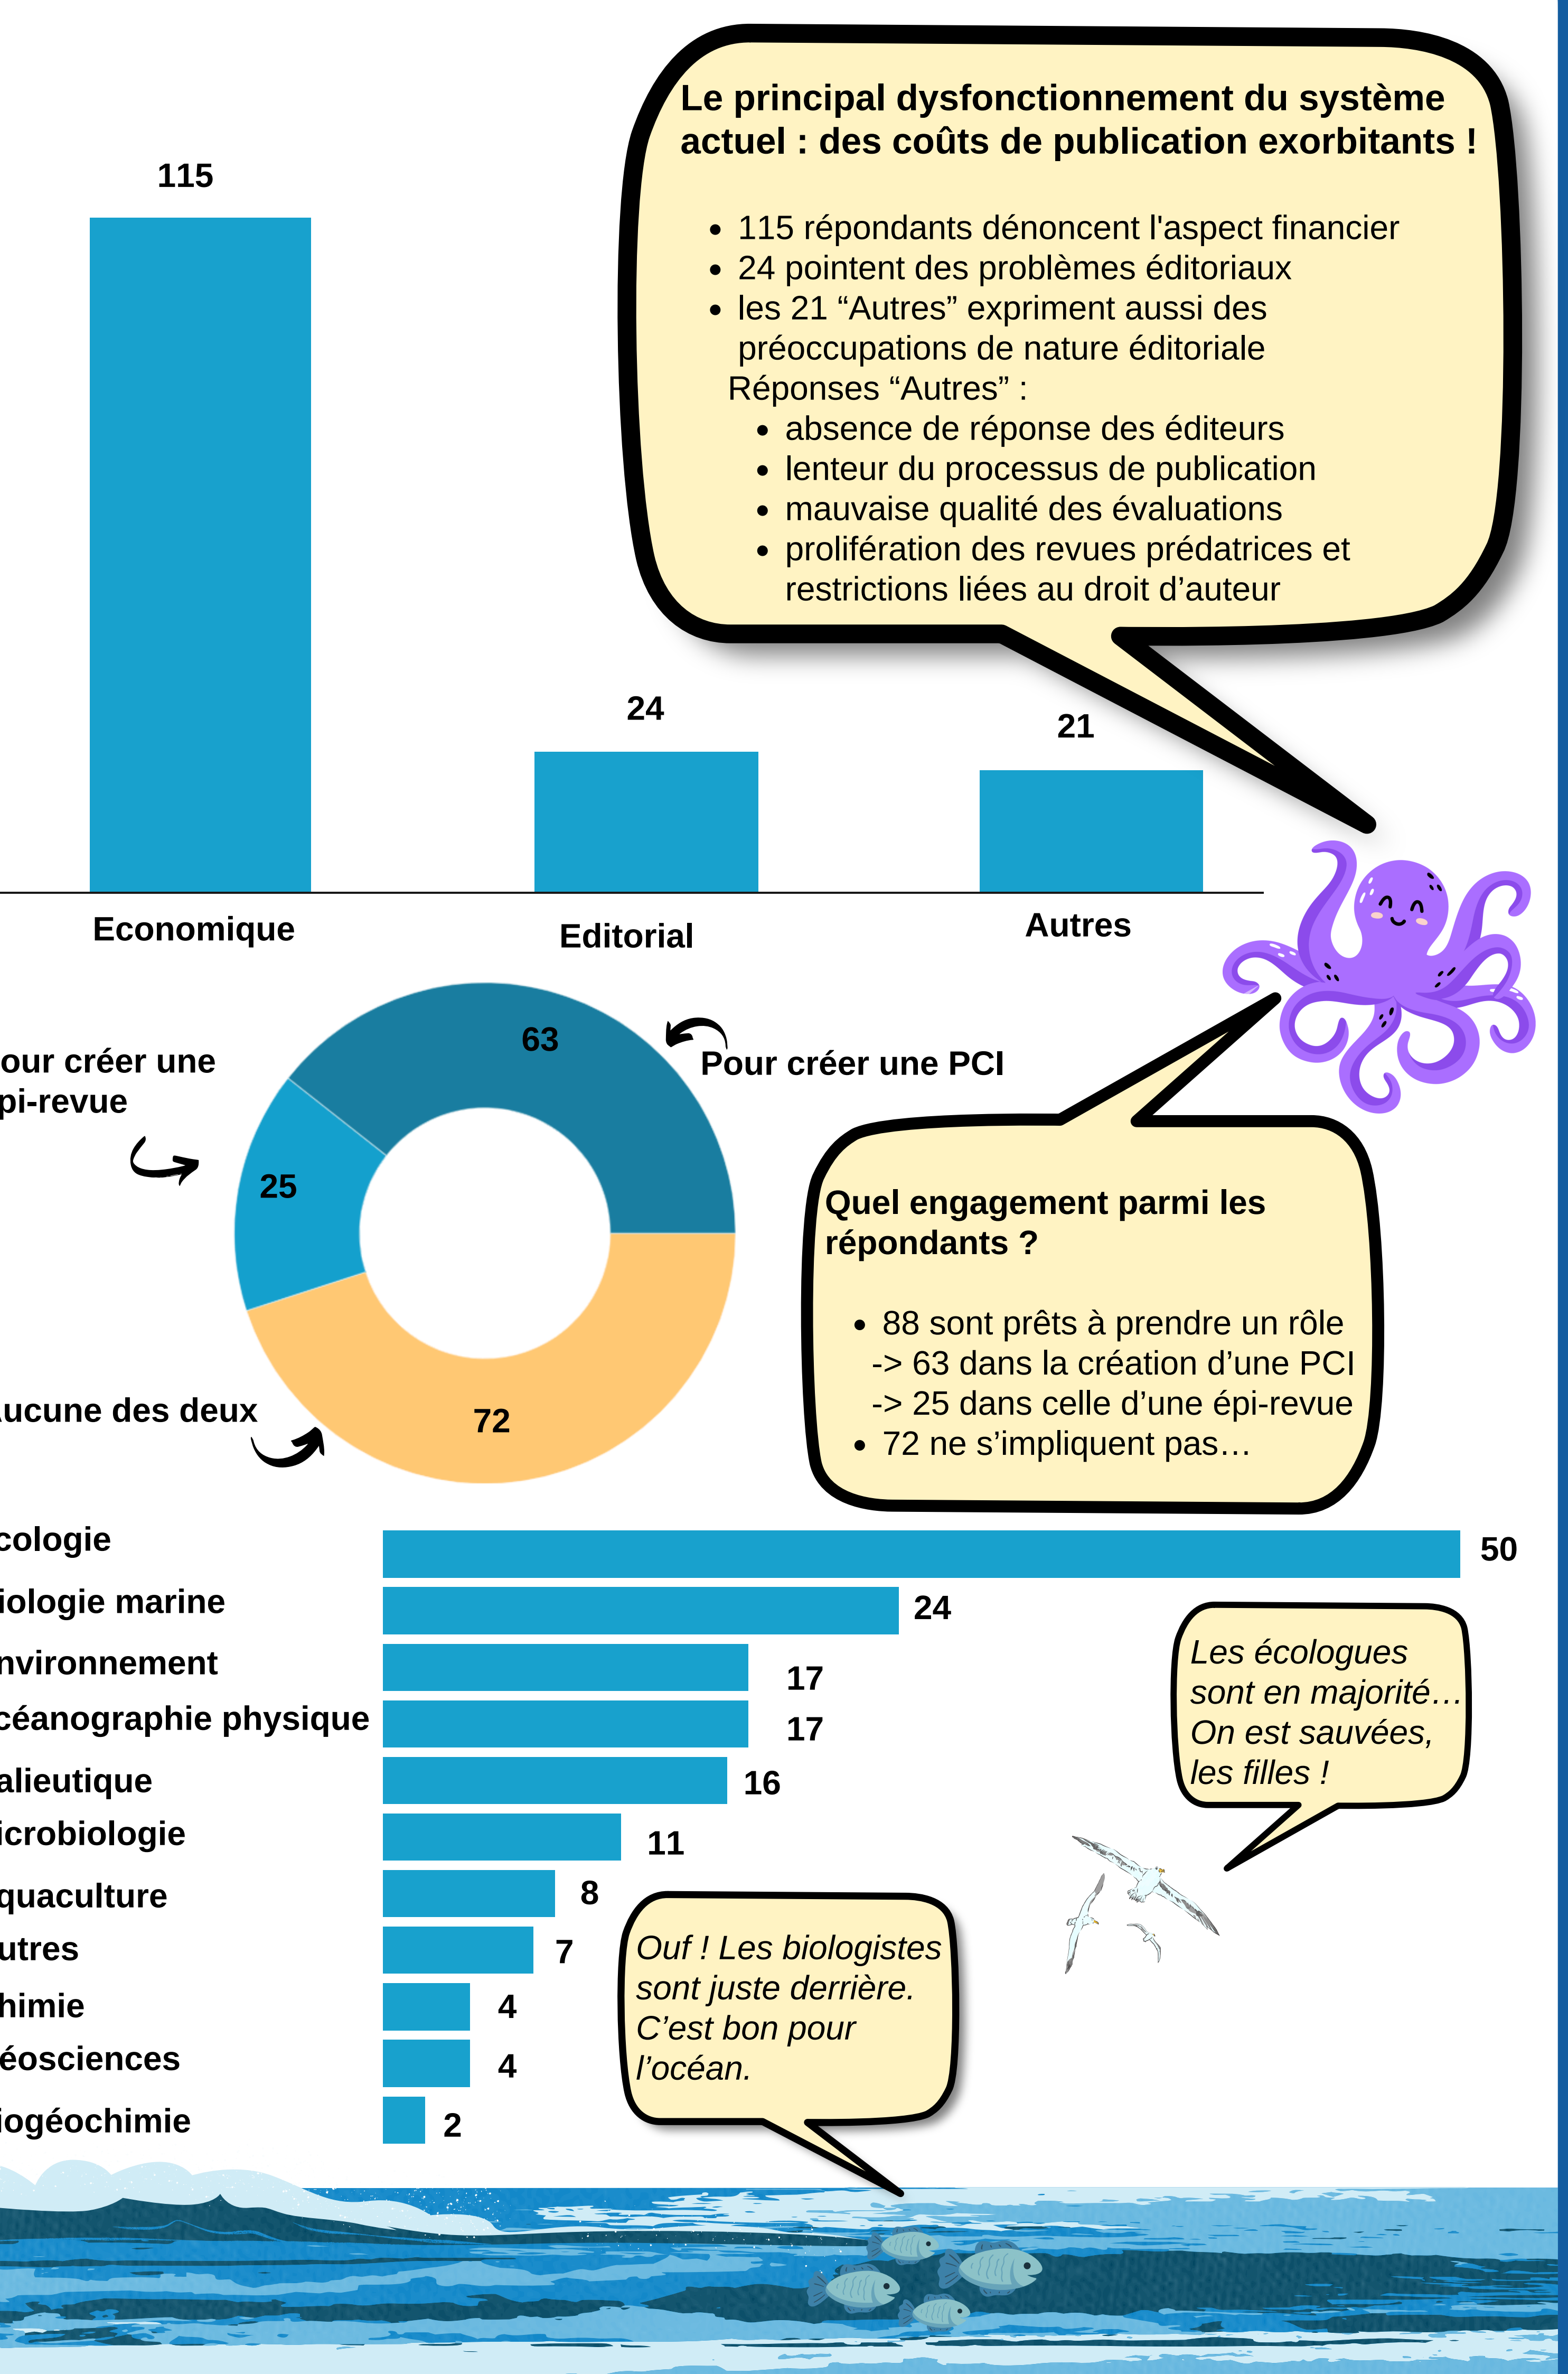 Le principal dysfonctionnement du système
actuel : des coûts de publication exorbitants !
115 répondants dénoncent l'aspect financier
24 pointent des problèmes éditoriaux
les 21 “Autres” expriment aussi des
préoccupations de nature éditoriale
Réponses “Autres” :
absence de réponse des éditeurs
lenteur du processus de publication
mauvaise qualité des évaluations
prolifération des revues prédatrices et
restrictions liées au droit d’auteur
115
24
21
Economique
Editorial
Autres
our créer une
pi-revue
63
Pour créer une PCI
25
ucune des deux
72
Quel engagement parmi les
répondants ?
88 sont prêts à prendre un rôle
-> 63 dans la création d’une PCI
-> 25 dans celle d’une épi-revue
72 ne s’impliquent pas…
cologie 50
iologie marine 24
nvironnement 17
céanographie physique 17
alieutique 16
icrobiologie 11
quaculture 8
utres 7
himie 4
éosciences 4
iogéochimie 2
Les écologues
sont en majorité…
On est sauvées,
les filles !
Ouf ! Les biologistes
sont juste derrière.
C’est bon pour
l’océan.